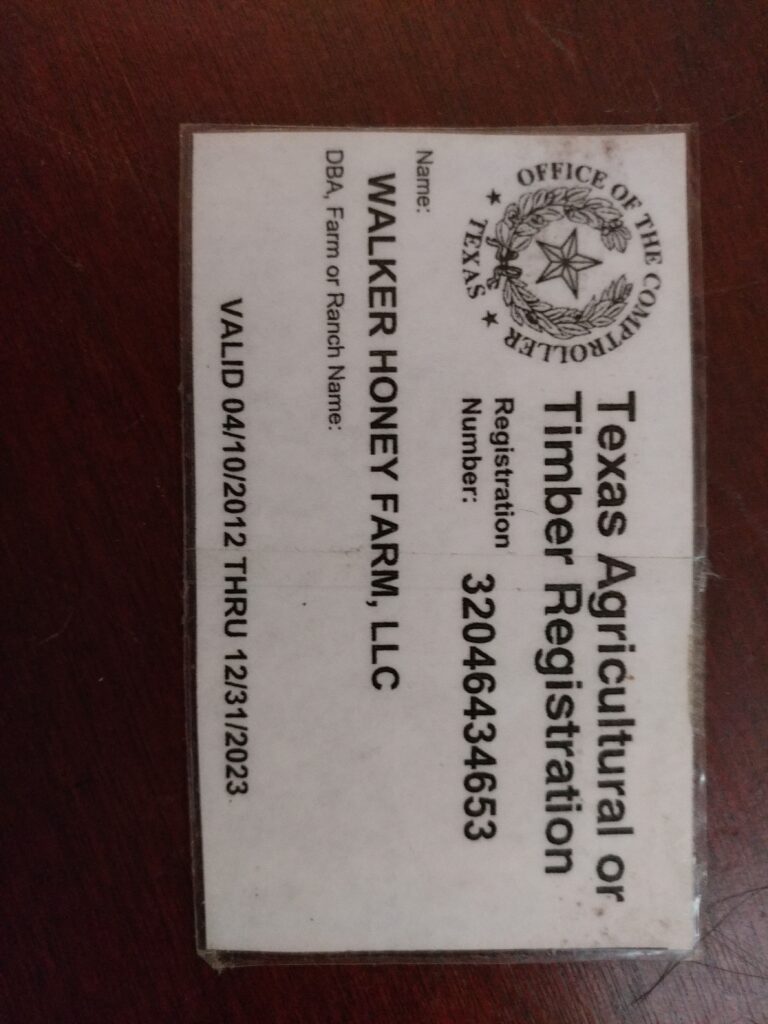 OFFICE OF THE COMPTROLLER
★ TEXAS ★
Texas Agricultural or
Timber Registration
Registration
Number: 32046434653
Name:
WALKER HONEY FARM, LLC
DBA, Farm or Ranch Name:
VALID 04/10/2012 THRU 12/31/2023